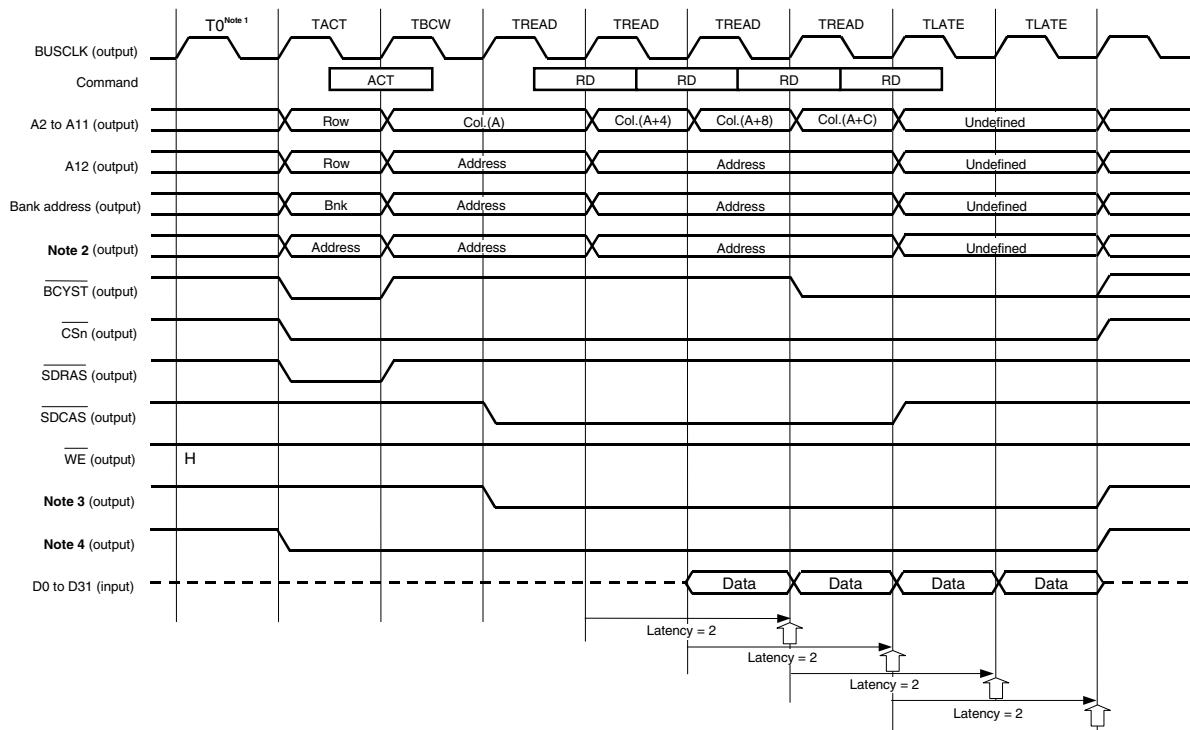 T0Note 1 TACT TBCW TREAD TREAD TREAD TREAD TLATE TLATE
BUSCLK (output)
Command ACT RD RD RD RD
A2 to A11 (output) Row Col.(A) Col.(A+4) Col.(A+8) Col.(A+C) Undefined
A12 (output) Row Address Address Undefined
Bank address (output) Bnk Address Address Undefined
Note 2 (output) Address Address Address Undefined
BCYST (output)
CSn (output)
SDRAS (output)
SDCAS (output)
WE (output) H
Note 3 (output)
Note 4 (output)
D0 to D31 (input) Data Data Data Data
Latency = 2
Latency = 2
Latency = 2
Latency = 2